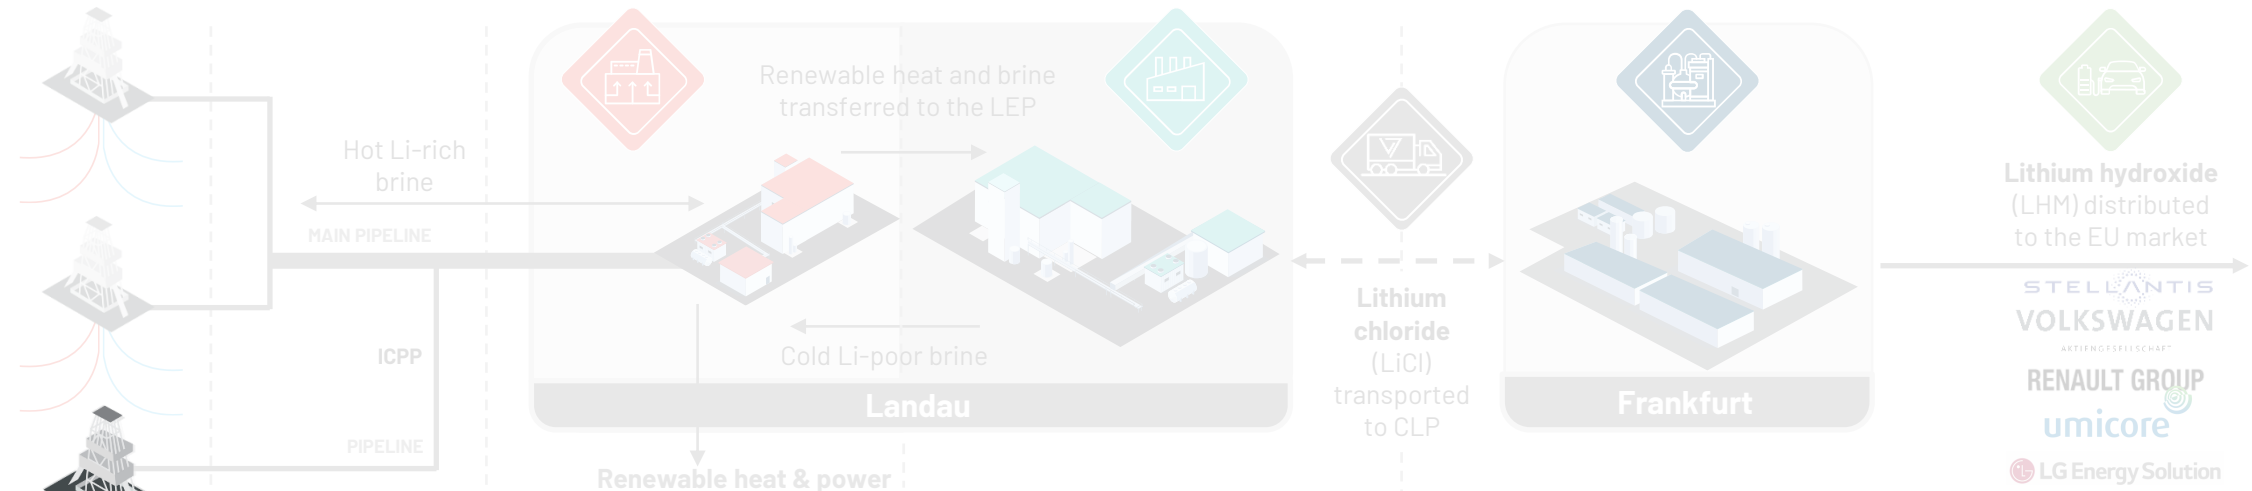 Hot Li-rich
brine
MAIN PIPELINE
ICPP
PIPELINE
Renewable heat and brine
transferred to the LEP
Cold Li-poor brine
Landau
Renewable heat & power
Lithium
chloride
(LiCl)
transported
to CLP
Frankfurt
Lithium hydroxide
(LHM) distributed
to the EU market
STELLANTIS
VOLKSWAGEN
AKTIENGESELLSCHAFT
RENAULT GROUP
umicore
LG Energy Solution